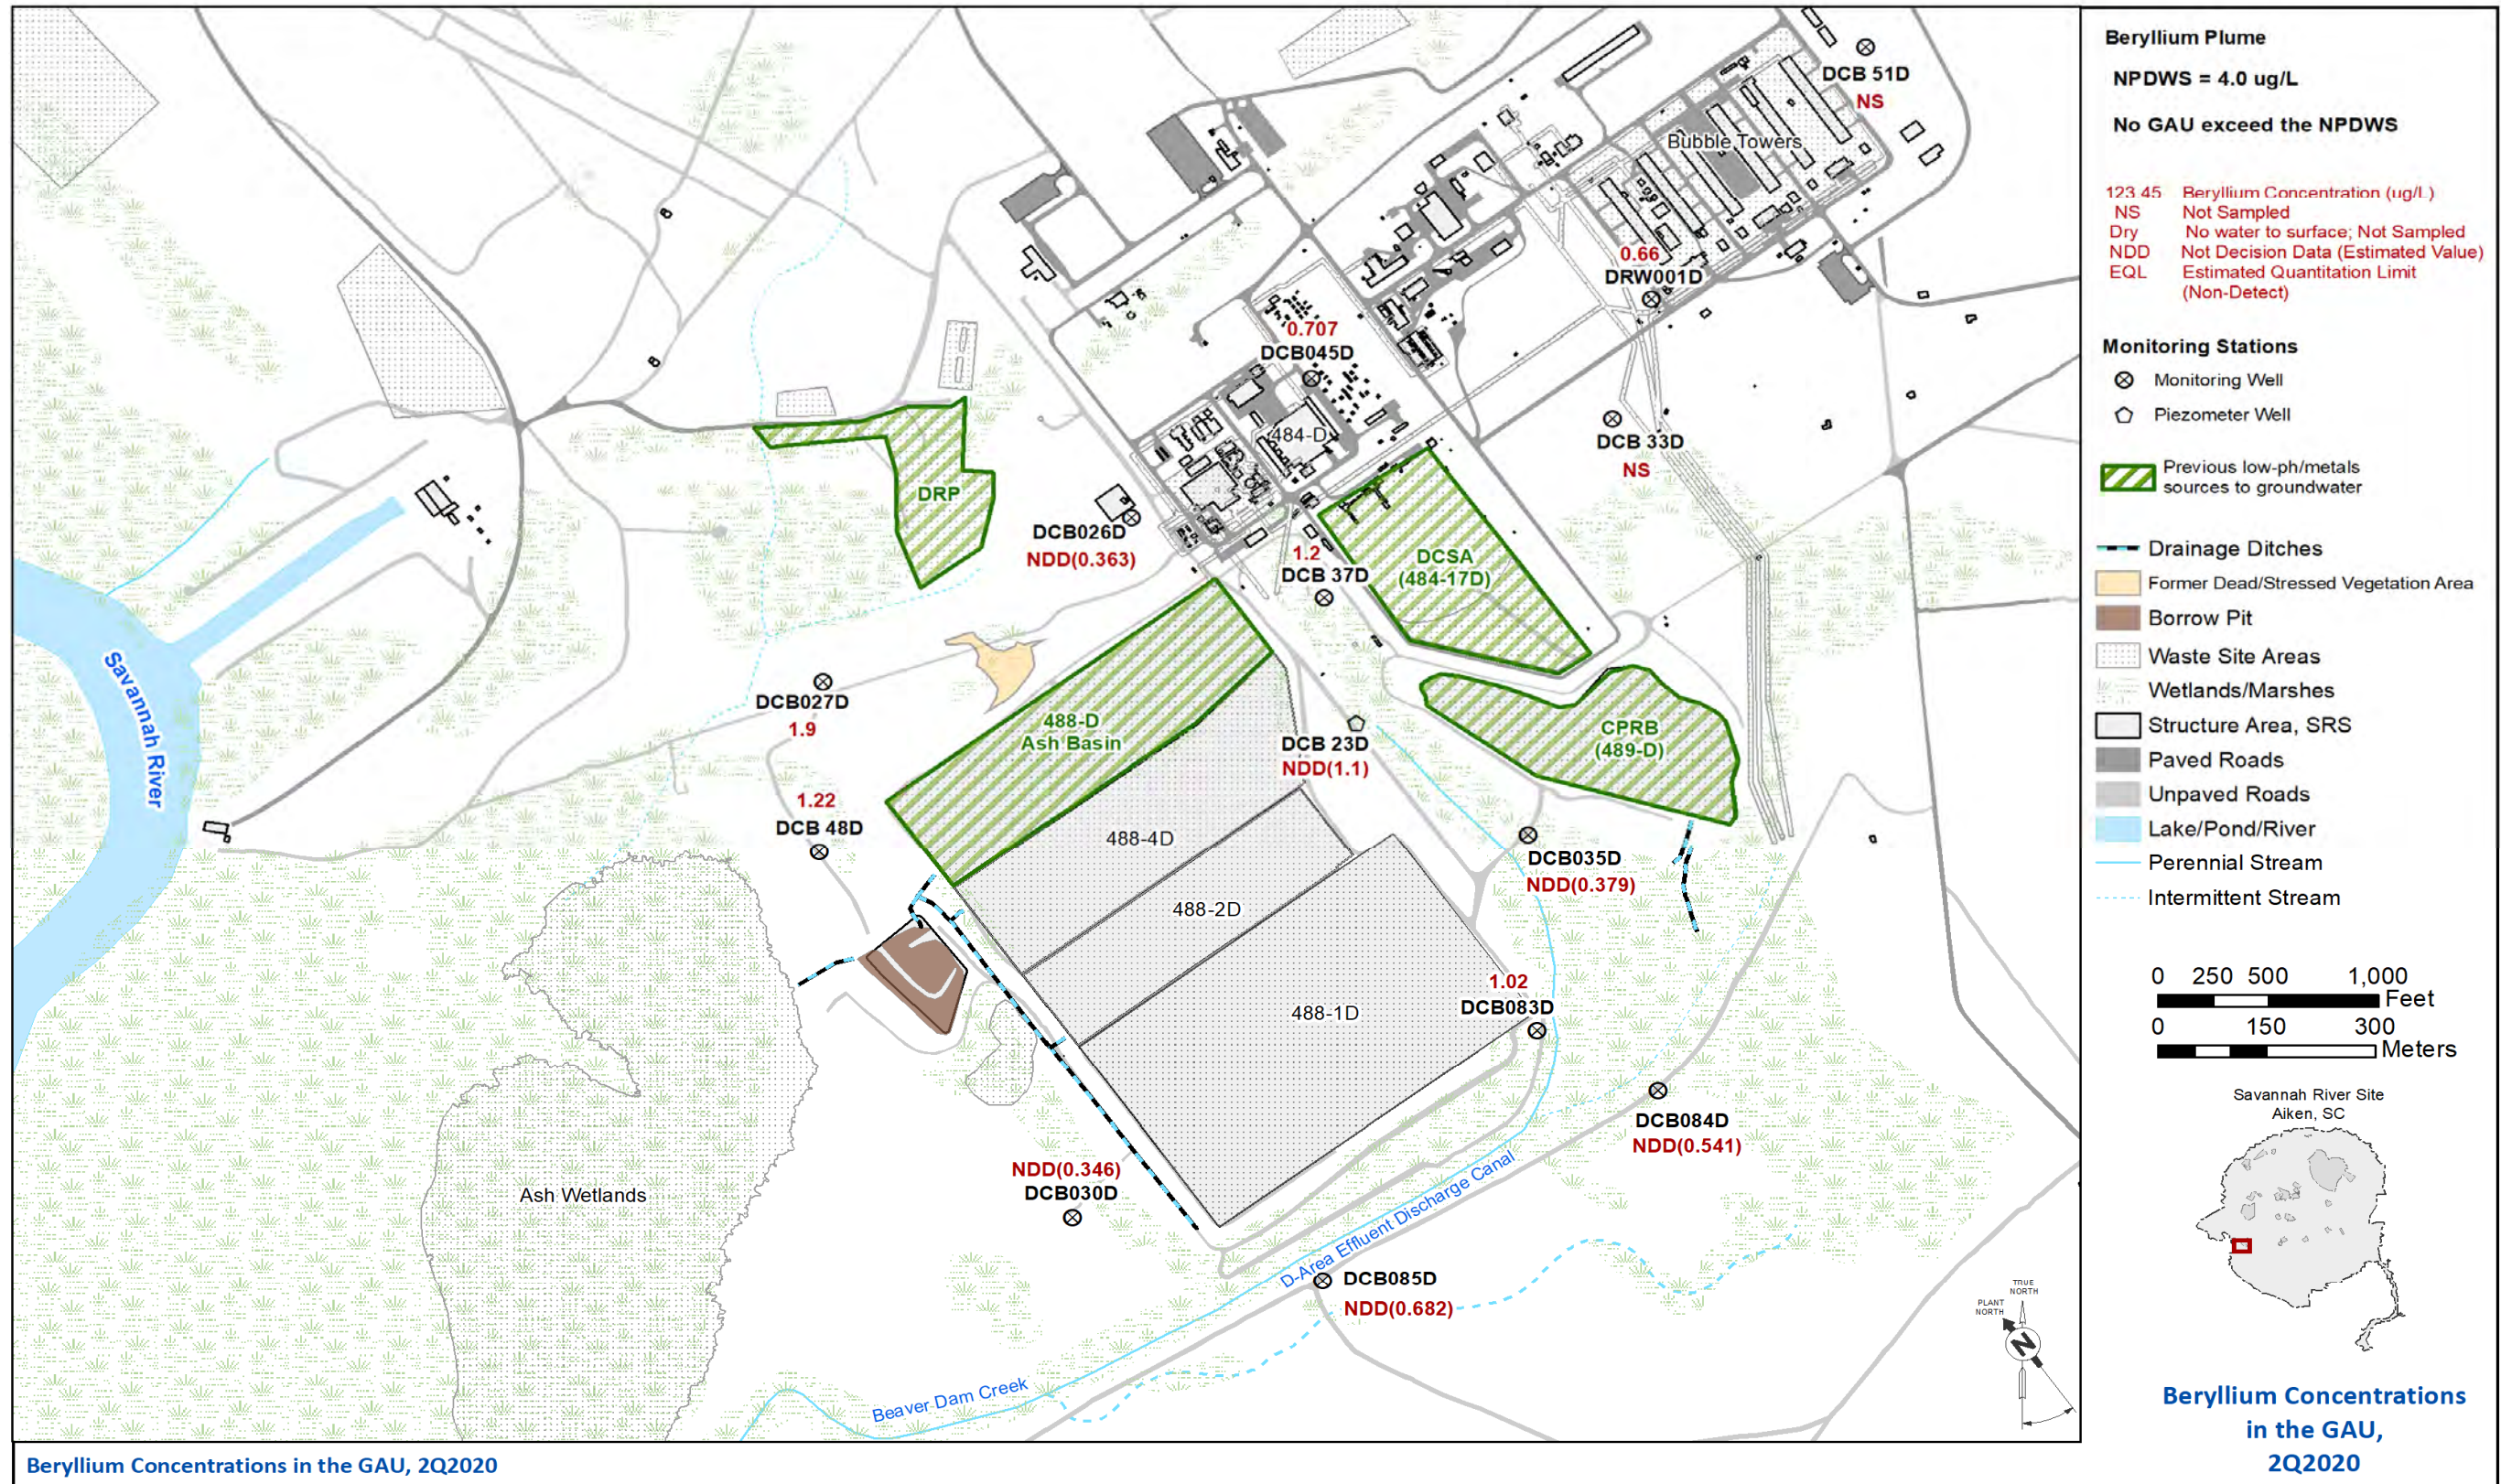 DCB 51D
NS
Bubble Towers
0.66
DRW001D
0.707
DCB045D
484-D
DCB 33D
NS
DRP
DCB026D
NDD(0.363)
1.2
DCB 37D
DCSA
(484-17D)
Savannah River
DCB027D
1.9
488-D
Ash Basin
DCB 23D
NDD(1.1)
CPRB
(489-D)
1.22
DCB 48D
488-4D
DCB035D
NDD(0.379)
488-2D
1.02
DCB083D
488-1D
DCB084D
NDD(0.541)
NDD(0.346)
DCB030D
Ash Wetlands
D-Area Effluent Discharge Canal
DCB085D
NDD(0.682)
Beaver Dam Creek
TRUE
NORTH
PLANT
NORTH
N
Beryllium Concentrations in the GAU, 2Q2020
Beryllium Plume
NPDWS = 4.0 ug/L
No GAU exceed the NPDWS
123.45 Beryllium Concentration (ug/L)
NS Not Sampled
Dry No water to surface; Not Sampled
NDD Not Decision Data (Estimated Value)
EQL Estimated Quantitation Limit
(Non-Detect)
Monitoring Stations
Monitoring Well
Piezometer Well
Previous low-ph/metals
sources to groundwater
Drainage Ditches
Former Dead/Stressed Vegetation Area
Borrow Pit
Waste Site Areas
Wetlands/Marshes
Structure Area, SRS
Paved Roads
Unpaved Roads
Lake/Pond/River
Perennial Stream
Intermittent Stream
0 250 500 1,000
Feet
0 150 300
Meters
Savannah River Site
Aiken, SC
Beryllium Concentrations
in the GAU,
2Q2020